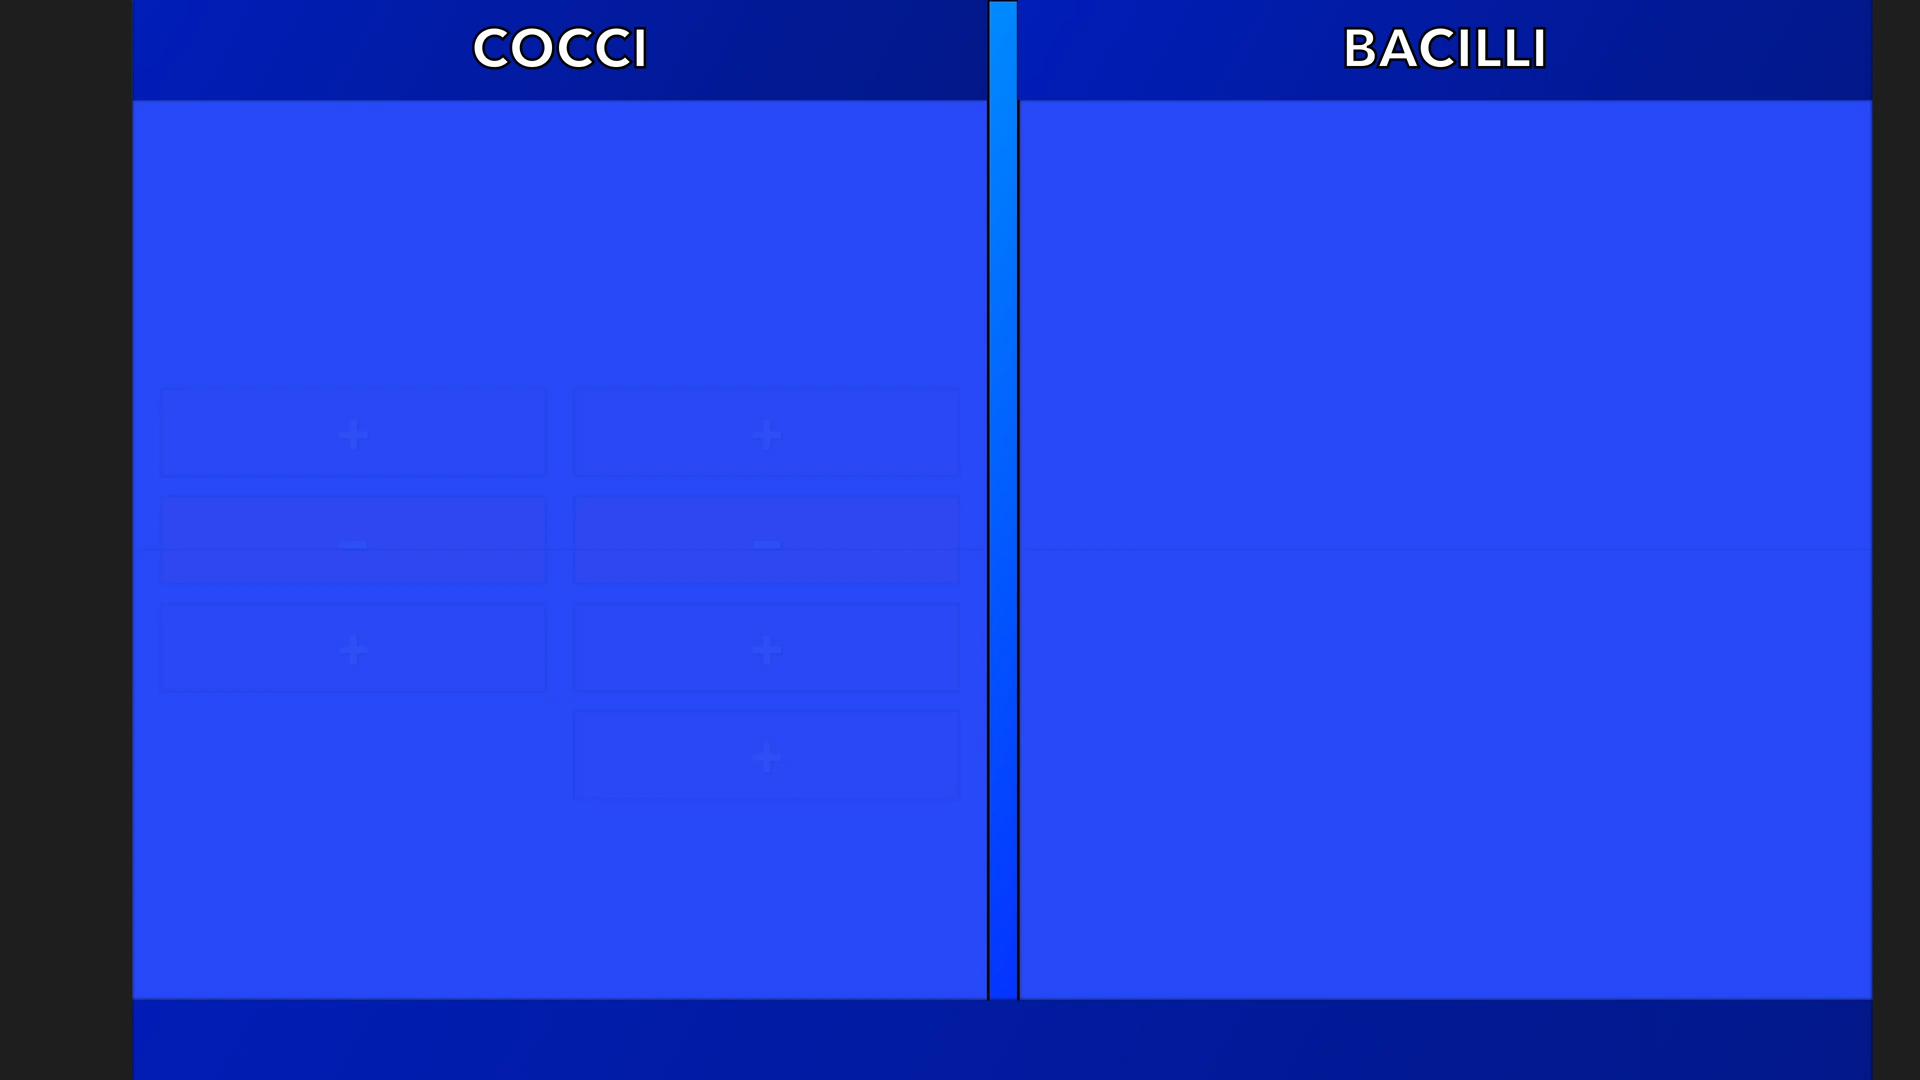 COCCI
BACILLI
+ +
- -
+ +
+